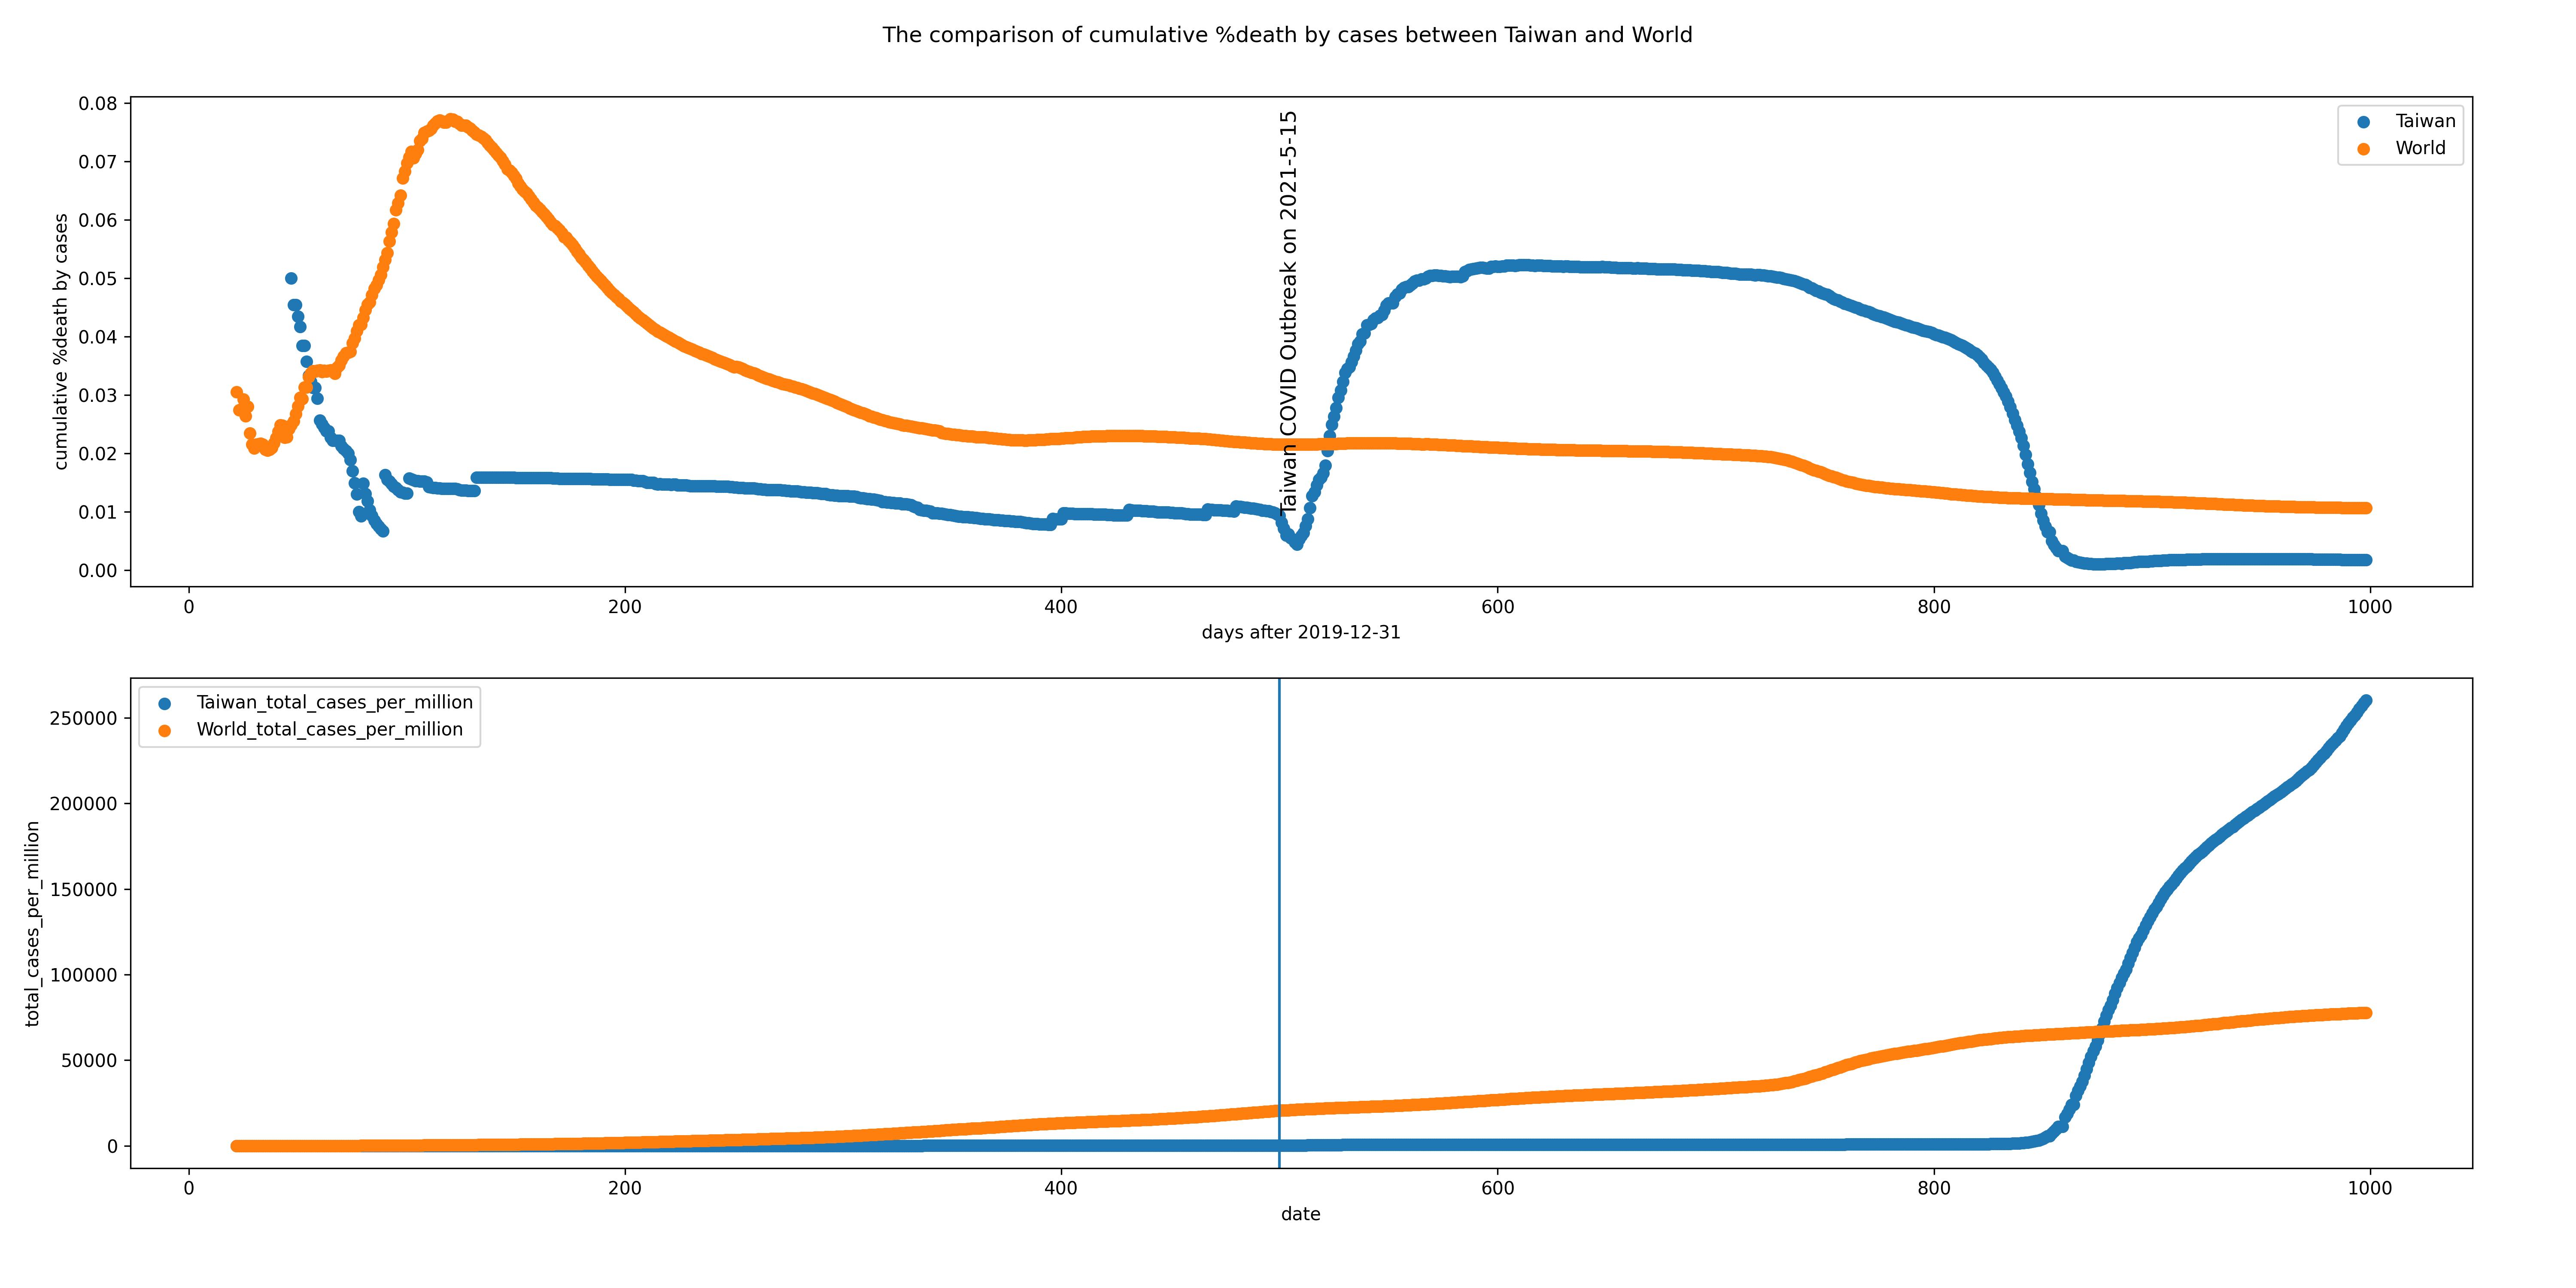 The comparison of cumulative %death by cases between Taiwan and World
cumulative %death by cases
0.08
0.07
0.06
0.05
0.04
0.03
0.02
0.01
0.00
Taiwan COVID Outbreak on 2021-5-15
Taiwan
World
0 200 400 600 800 1000
days after 2019-12-31
total_cases_per_million
250000
200000
150000
100000
50000
0
Taiwan_total_cases_per_million
World_total_cases_per_million
0 200 400 600 800 1000
date